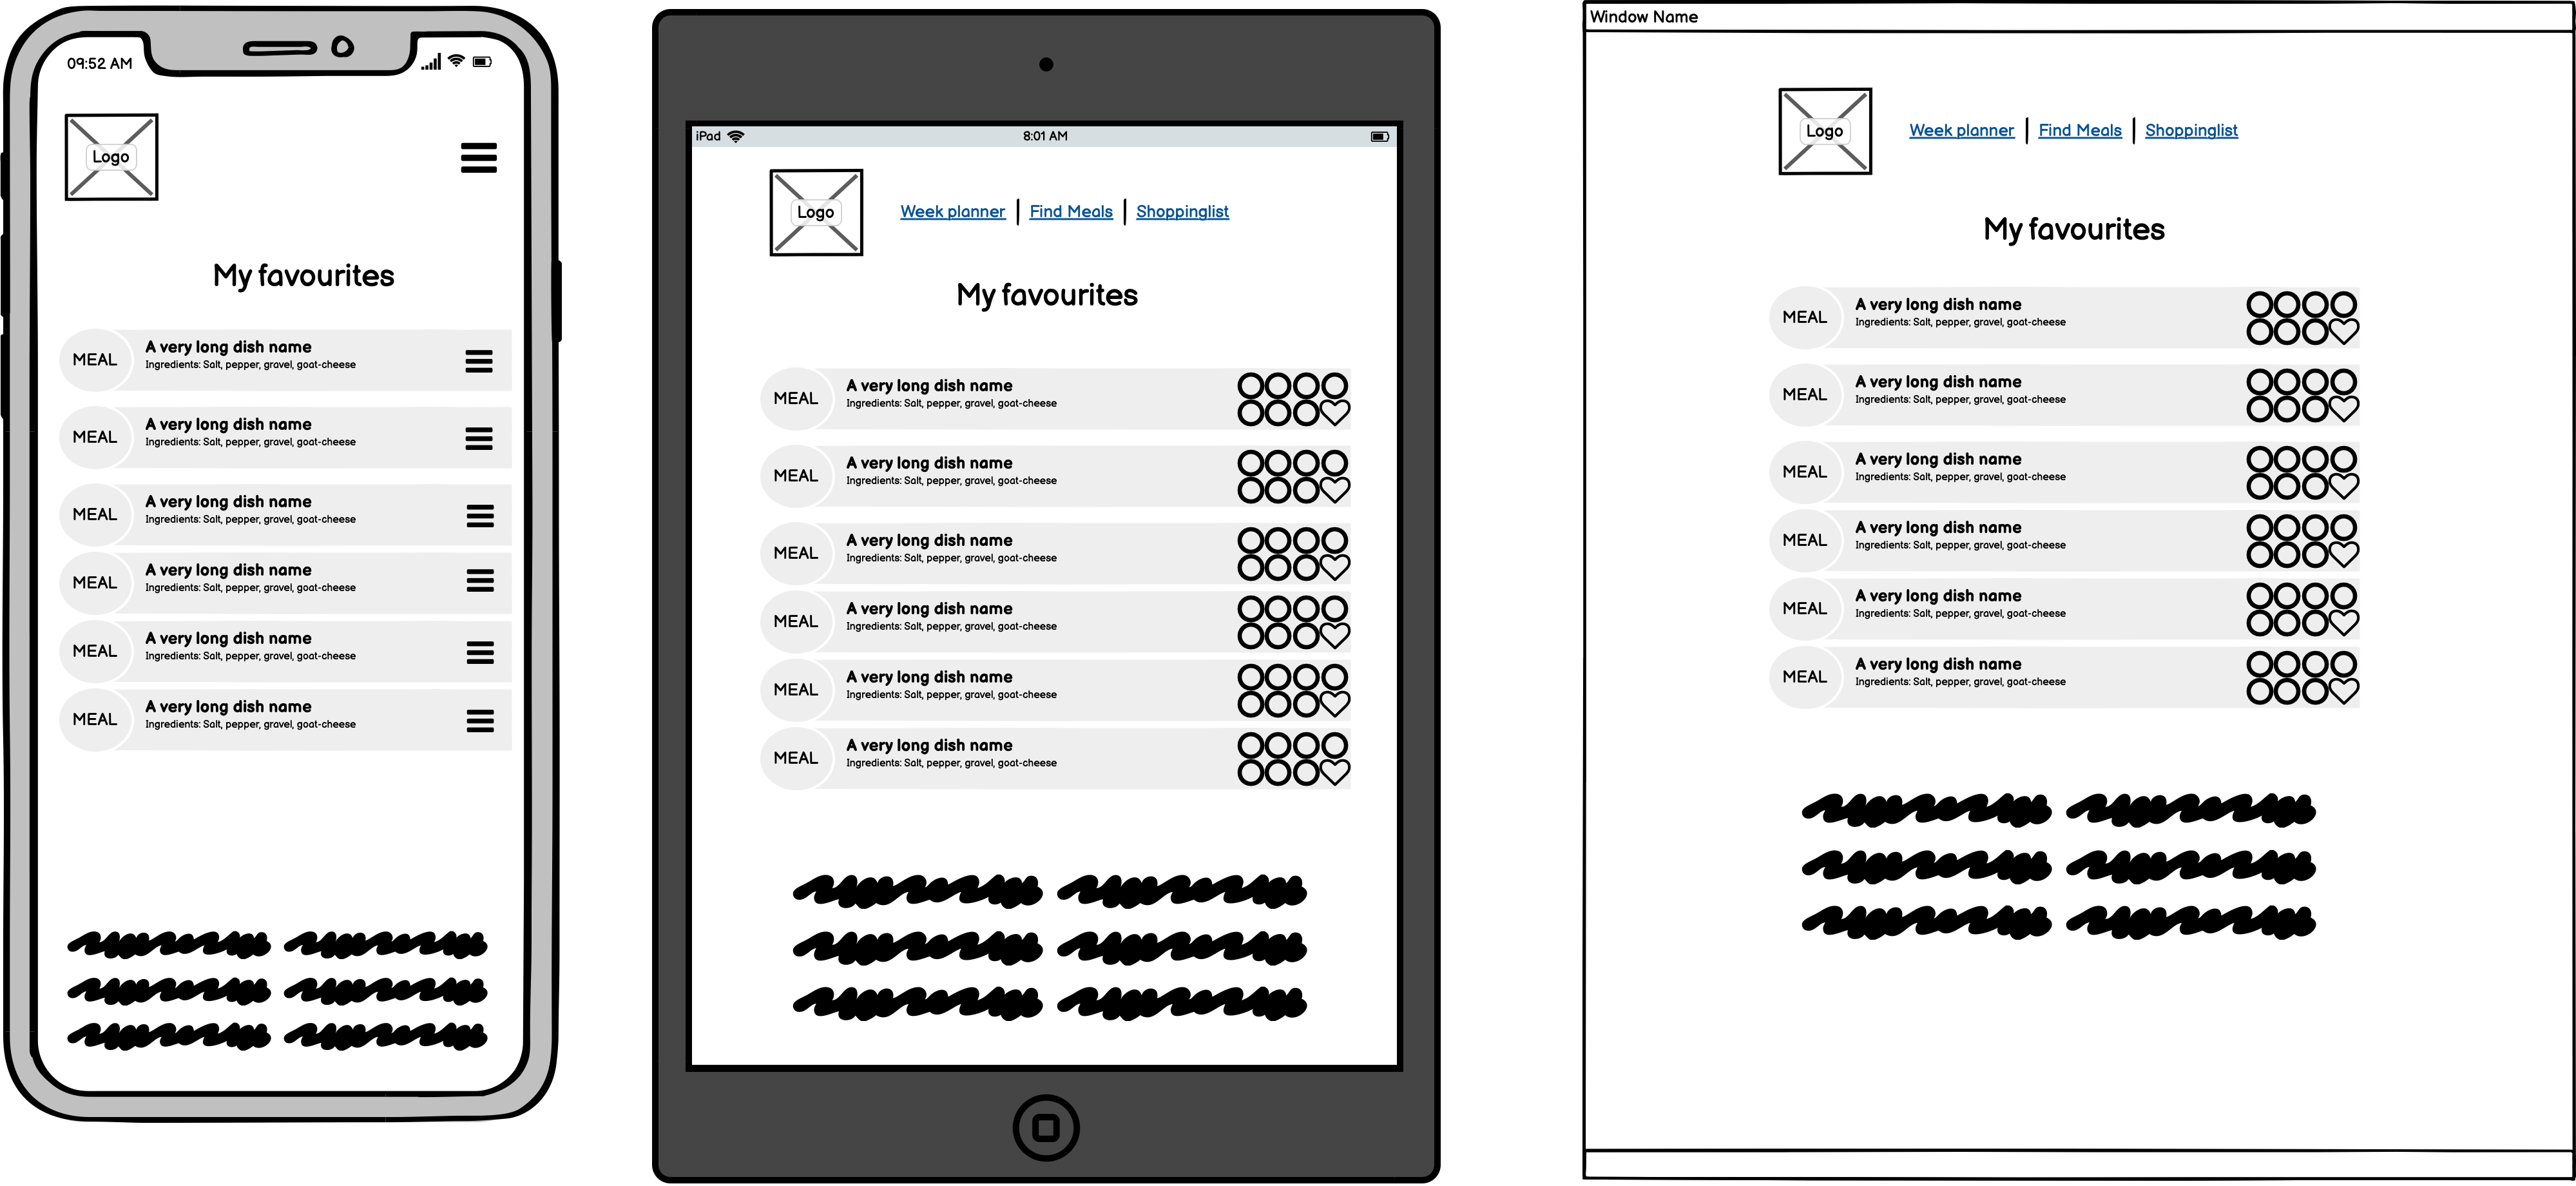 09:52 AM
Logo
My favourites
MEAL
A very long dish name
Ingredients: Salt, pepper, gravel, goat-cheese
MEAL
A very long dish name
Ingredients: Salt, pepper, gravel, goat-cheese
MEAL
A very long dish name
Ingredients: Salt, pepper, gravel, goat-cheese
MEAL
A very long dish name
Ingredients: Salt, pepper, gravel, goat-cheese
MEAL
A very long dish name
Ingredients: Salt, pepper, gravel, goat-cheese
MEAL
A very long dish name
Ingredients: Salt, pepper, gravel, goat-cheese
iPad 8:01 AM
Logo
Week planner Find Meals Shoppinglist
My favourites
MEAL
A very long dish name
Ingredients: Salt, pepper, gravel, goat-cheese
MEAL
A very long dish name
Ingredients: Salt, pepper, gravel, goat-cheese
MEAL
A very long dish name
Ingredients: Salt, pepper, gravel, goat-cheese
MEAL
A very long dish name
Ingredients: Salt, pepper, gravel, goat-cheese
MEAL
A very long dish name
Ingredients: Salt, pepper, gravel, goat-cheese
MEAL
A very long dish name
Ingredients: Salt, pepper, gravel, goat-cheese
Window Name
Logo
Week planner Find Meals Shoppinglist
My favourites
MEAL
A very long dish name
Ingredients: Salt, pepper, gravel, goat-cheese
MEAL
A very long dish name
Ingredients: Salt, pepper, gravel, goat-cheese
MEAL
A very long dish name
Ingredients: Salt, pepper, gravel, goat-cheese
MEAL
A very long dish name
Ingredients: Salt, pepper, gravel, goat-cheese
MEAL
A very long dish name
Ingredients: Salt, pepper, gravel, goat-cheese
MEAL
A very long dish name
Ingredients: Salt, pepper, gravel, goat-cheese